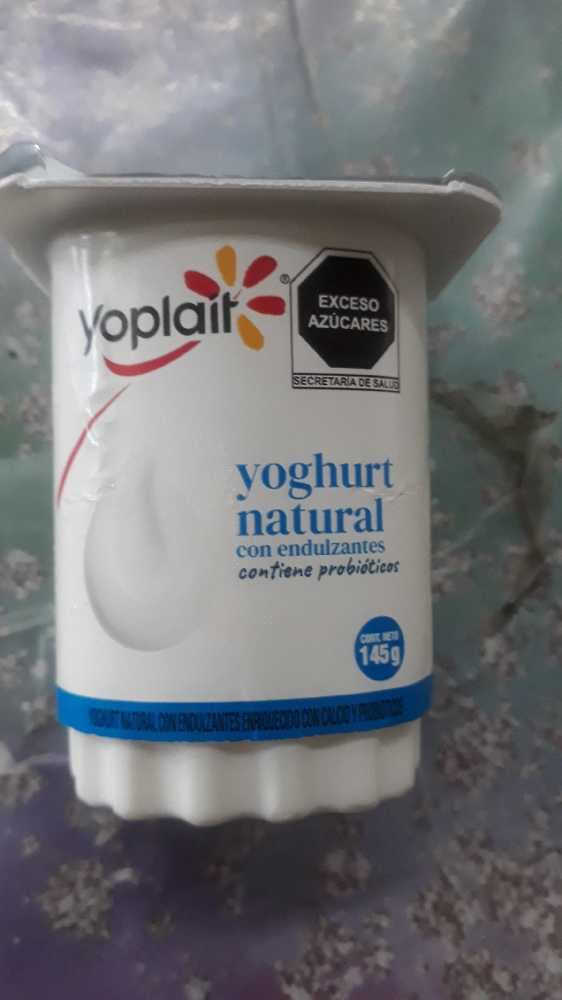 yoplait
®
EXCESO
AZÚCARES
SECRETARÍA DE SALUD
yoghurt
natural
con endulzantes
contiene probióticos
CONT. NETO
145g
YOGHURT NATURAL CON ENDULZANTES ENRIQUECIDO CON CALCIO Y PROBIÓTICOS